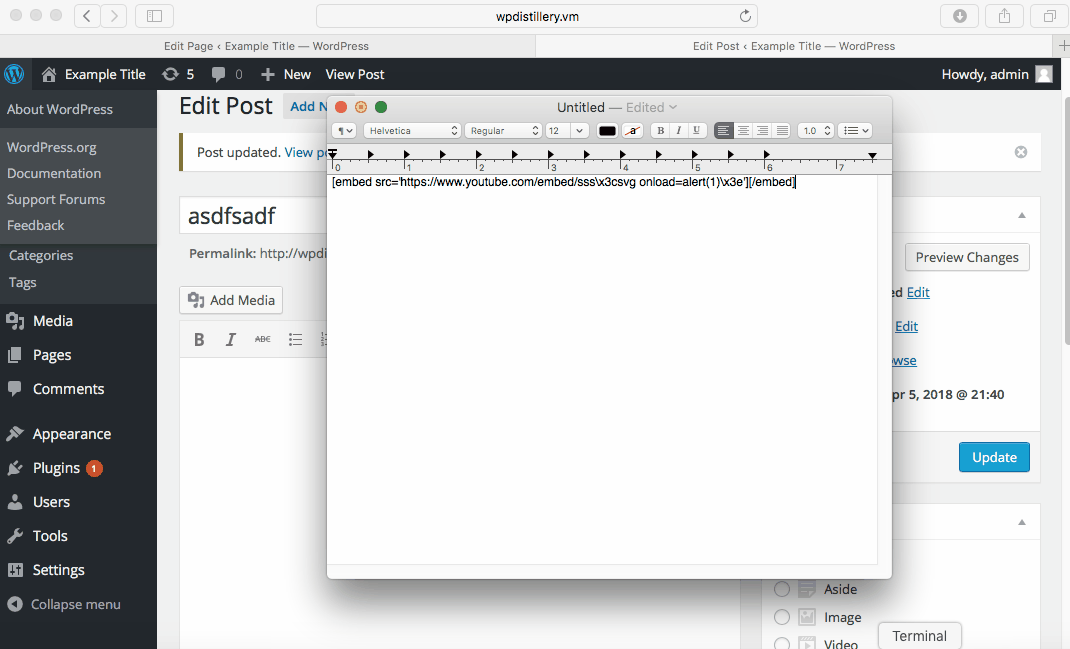 wpdistillery.vm
Edit Page ‹ Example Title — WordPress
Edit Post ‹ Example Title — WordPress
Example Title 5 0 New View Post
Howdy, admin
About WordPress
WordPress.org
Documentation
Support Forums
Feedback
Categories
Tags
Media
Pages
Comments
Appearance
Plugins 1
Users
Tools
Settings
Collapse menu
Edit Post Add N
Post updated. View po
asdfsadf
Permalink: http://wpdi
Add Media
B I ABC
Untitled — Edited
¶ Helvetica Regular 12 a B I U 1.0
0 1 2 3 4 5 6 7
[embed src='https://www.youtube.com/embed/sss\x3csvg onload=alert(1)\x3e'][/embed]
Preview Changes
ed Edit
Edit
wse
pr 5, 2018 @ 21:40
Update
Aside
Image
Video
Terminal